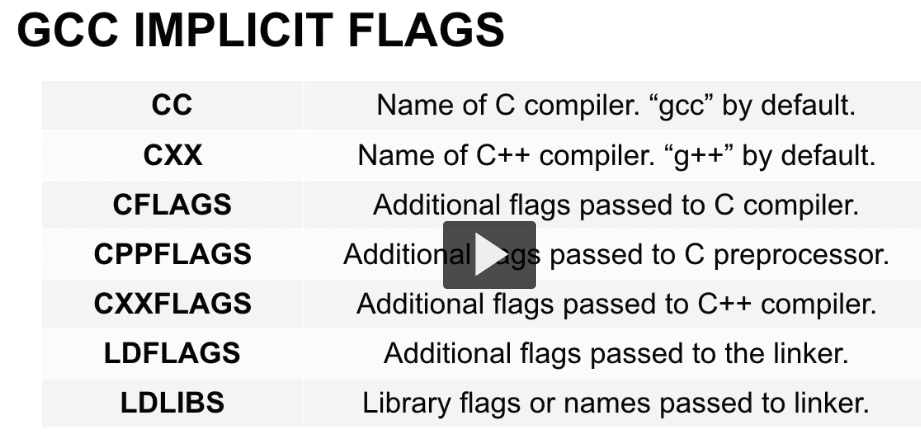 GCC IMPLICIT FLAGS
CC Name of C compiler. “gcc” by default.
CXX Name of C++ compiler. “g++” by default.
CFLAGS Additional flags passed to C compiler.
CPPFLAGS Additional flags passed to C preprocessor.
CXXFLAGS Additional flags passed to C++ compiler.
LDFLAGS Additional flags passed to the linker.
LDLIBS Library flags or names passed to linker.